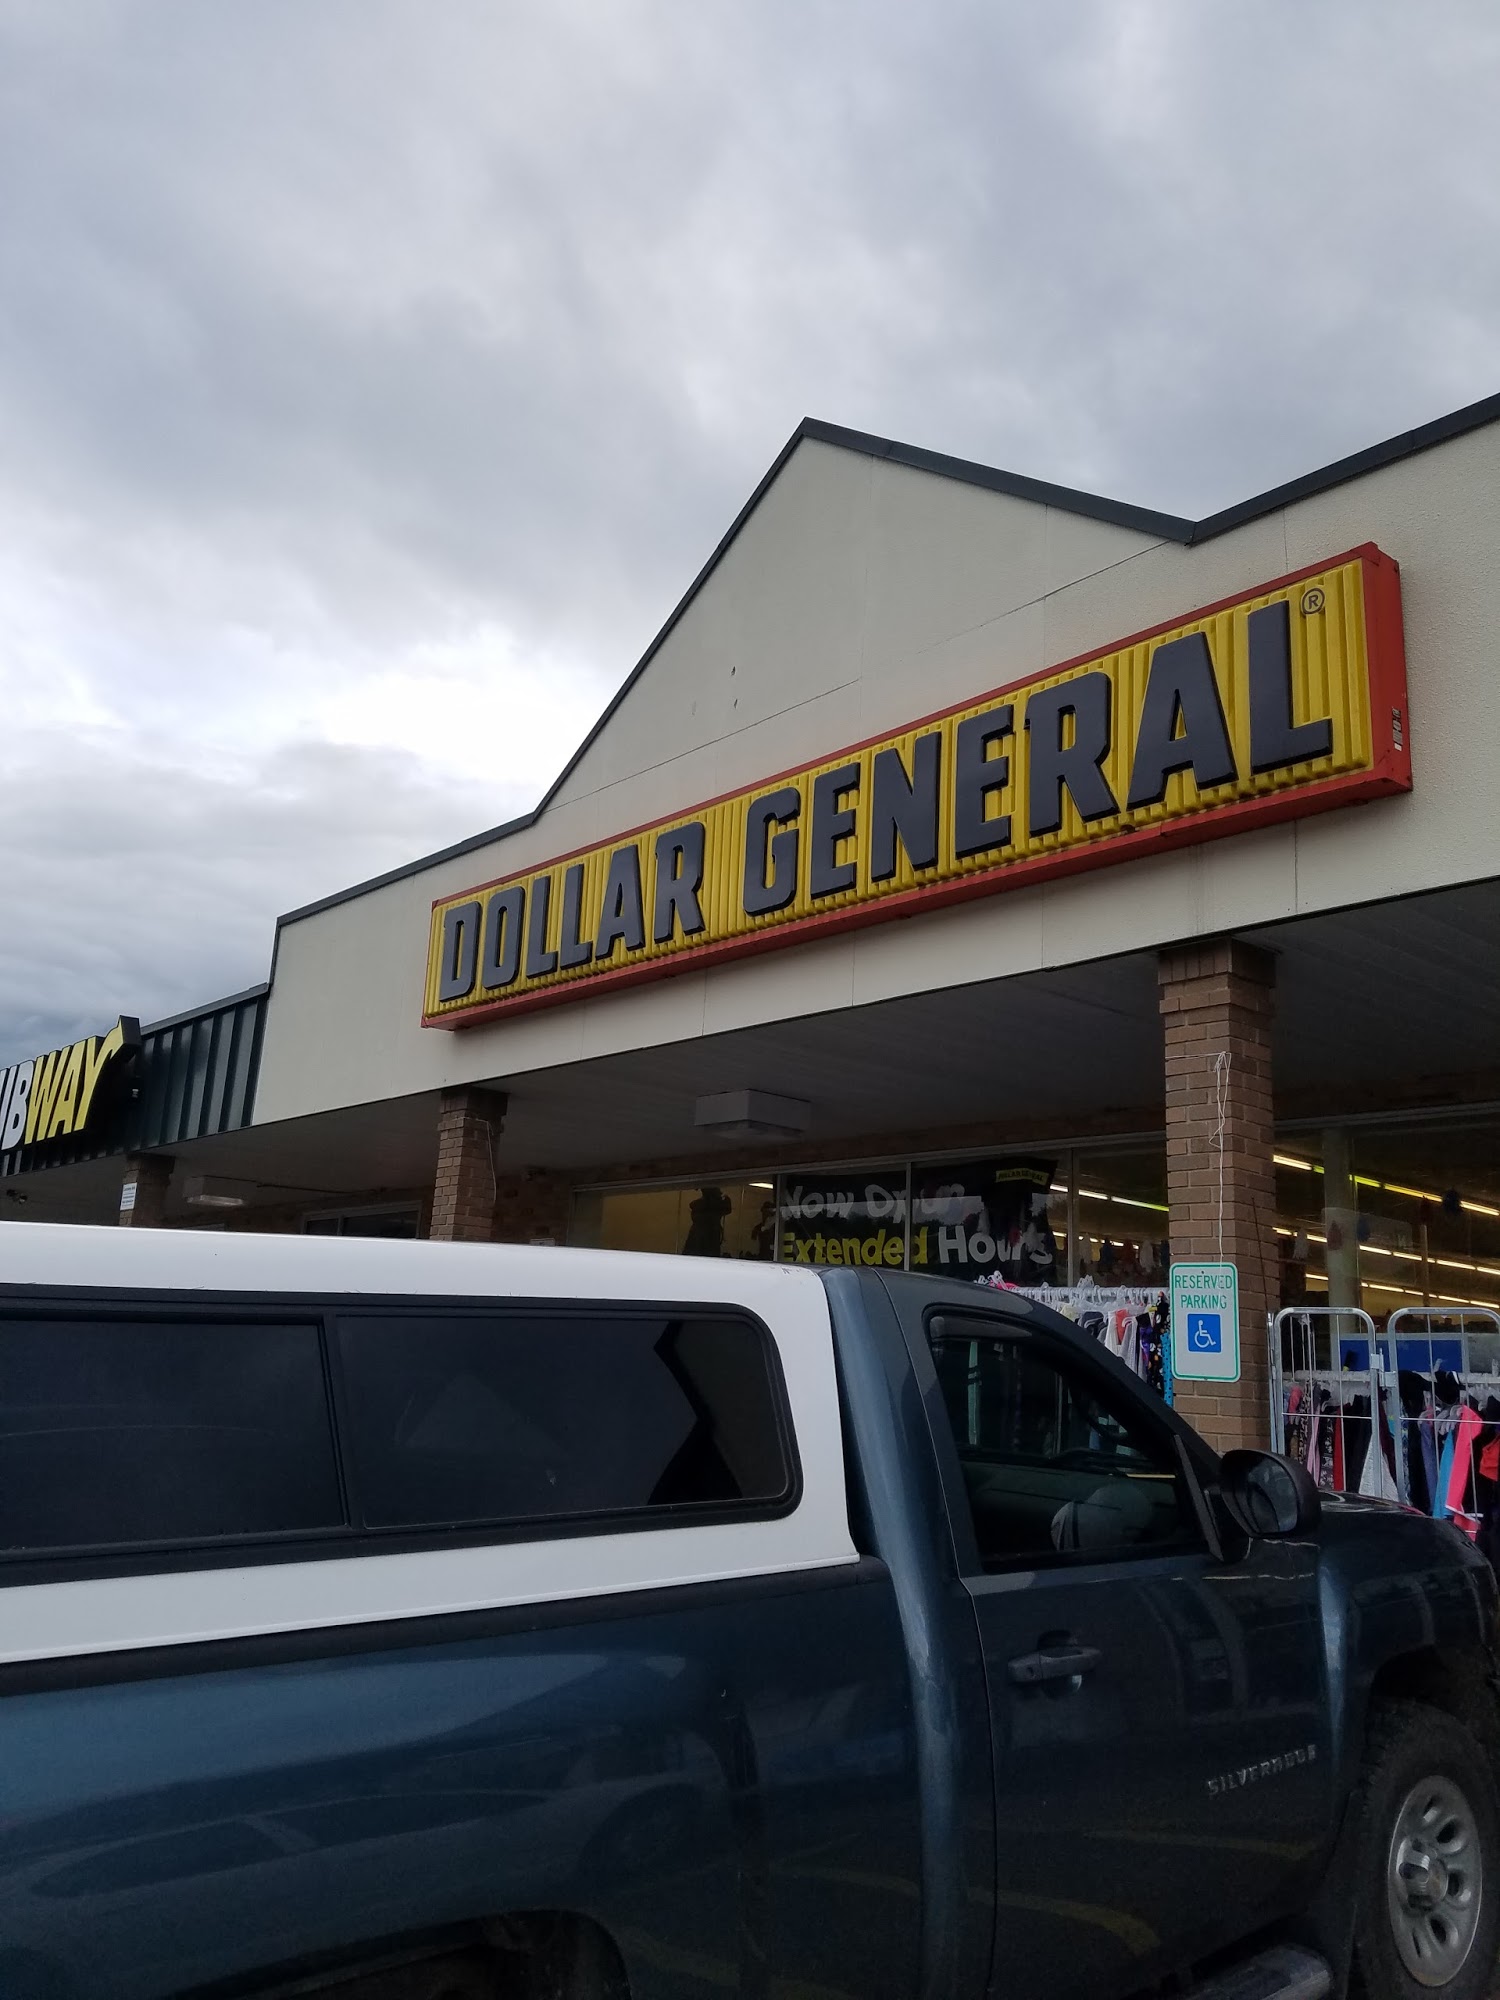 DOLLAR GENERAL®
UBWAY
Now Open
Extended Hours
RESERVED
PARKING
SILVERADO